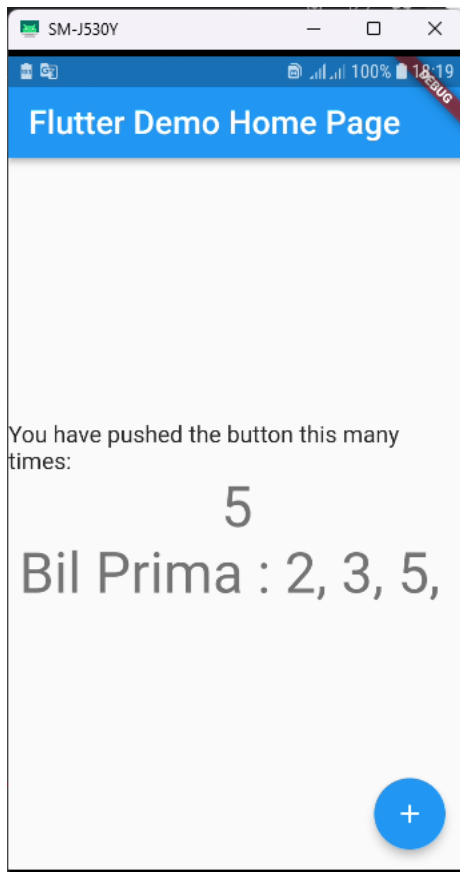 SM-J530Y
100% 18:19
DEBUG
Flutter Demo Home Page
You have pushed the button this many
times:
5
Bil Prima : 2, 3, 5,
+